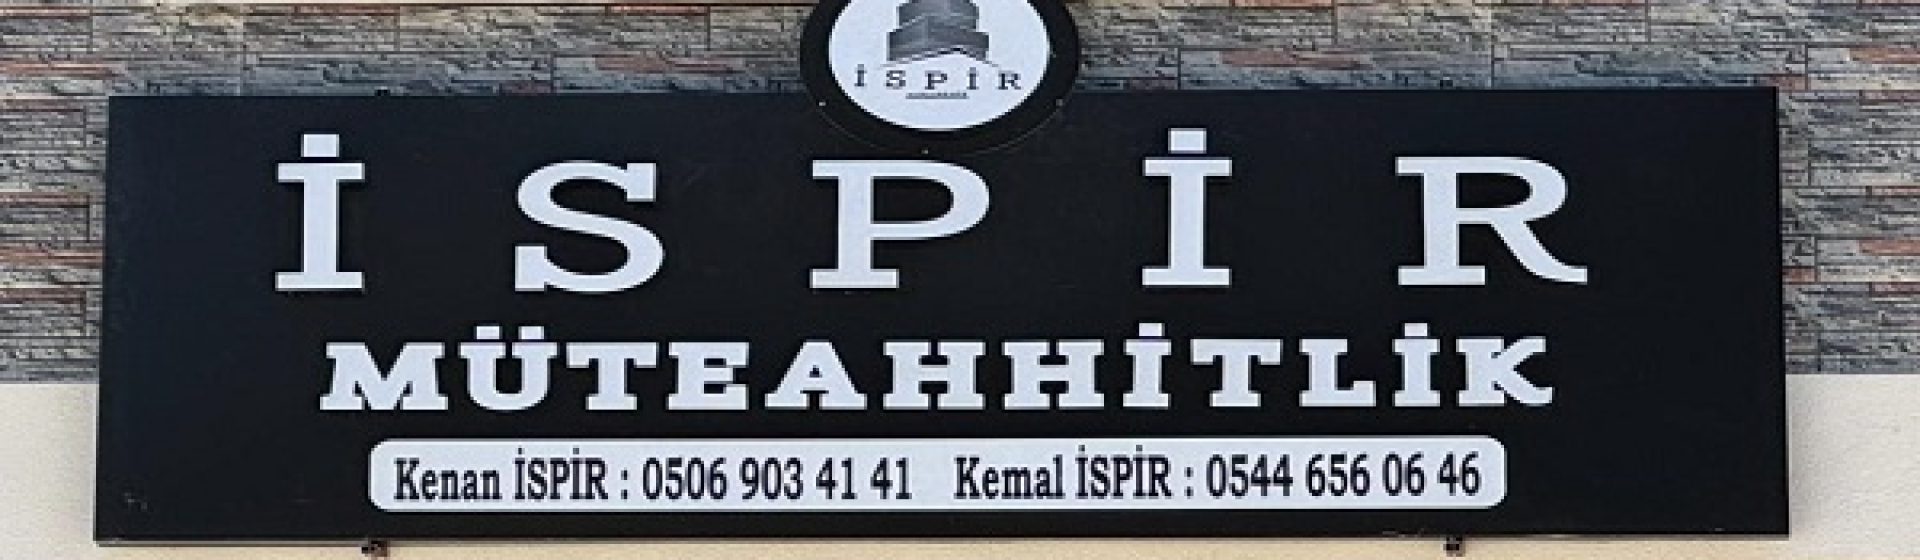 İSPİR
İSPİR
MÜTEAHHİTLİK
Kenan İSPİR : 0506 903 41 41 Kemal İSPİR : 0544 656 06 46